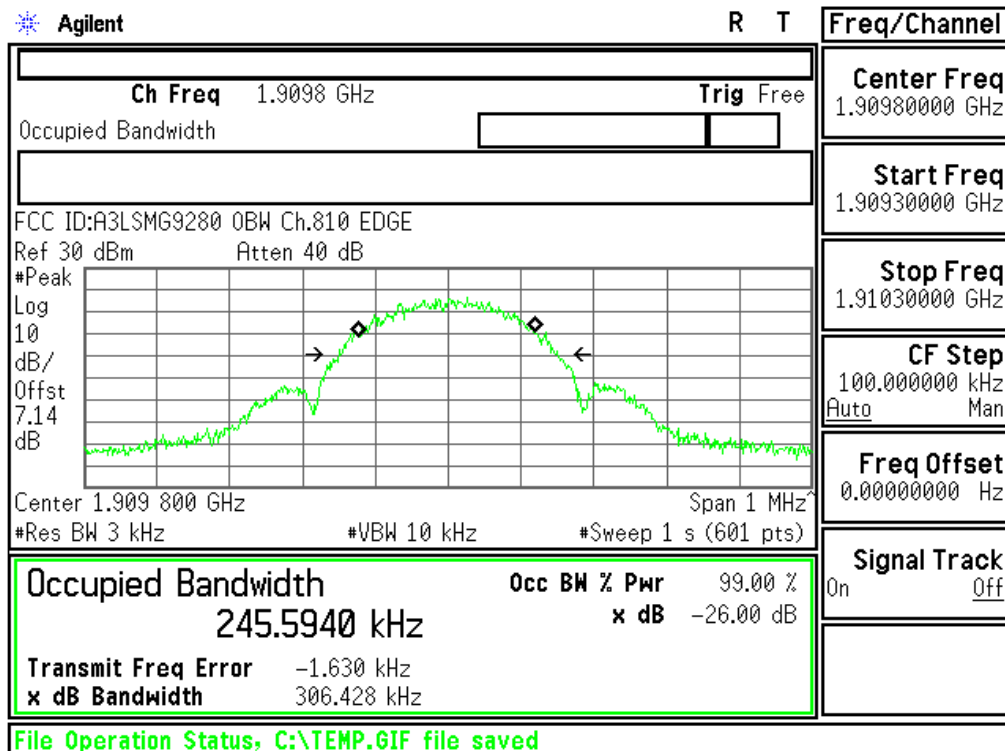 Agilent
R T
Freq/Channel
Ch Freq 1.9098 GHz
Trig Free
Occupied Bandwidth
Center Freq
1.90980000 GHz
Start Freq
1.90930000 GHz
Stop Freq
1.91030000 GHz
CF Step
100.000000 kHz
Auto Man
Freq Offset
0.00000000 Hz
Signal Track
On Off
FCC ID:A3LSMG9280 OBW Ch.810 EDGE
Ref 30 dBm Atten 40 dB
#Peak
Log
10
dB/
Offst
7.14
dB
Center 1.909 800 GHz Span 1 MHz^
#Res BW 3 kHz #VBW 10 kHz #Sweep 1 s (601 pts)
Occupied Bandwidth
245.5940 kHz
Occ BW % Pwr 99.00 %
x dB -26.00 dB
Transmit Freq Error -1.630 kHz
x dB Bandwidth 306.428 kHz
File Operation Status, C:\TEMP.GIF file saved